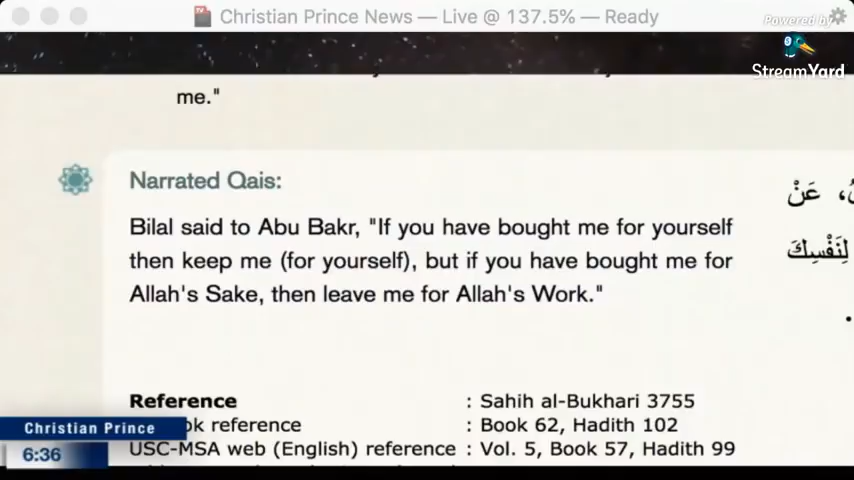 Christian Prince News — Live @ 137.5% — Ready
Powered by
StreamYard
me."
Narrated Qais:
عَنْ
Bilal said to Abu Bakr, "If you have bought me for yourself
then keep me (for yourself), but if you have bought me for
لِنَفْسِكَ
Allah's Sake, then leave me for Allah's Work."
Reference : Sahih al-Bukhari 3755
ok reference : Book 62, Hadith 102
Christian Prince
USC-MSA web (English) reference : Vol. 5, Book 57, Hadith 99
6:36